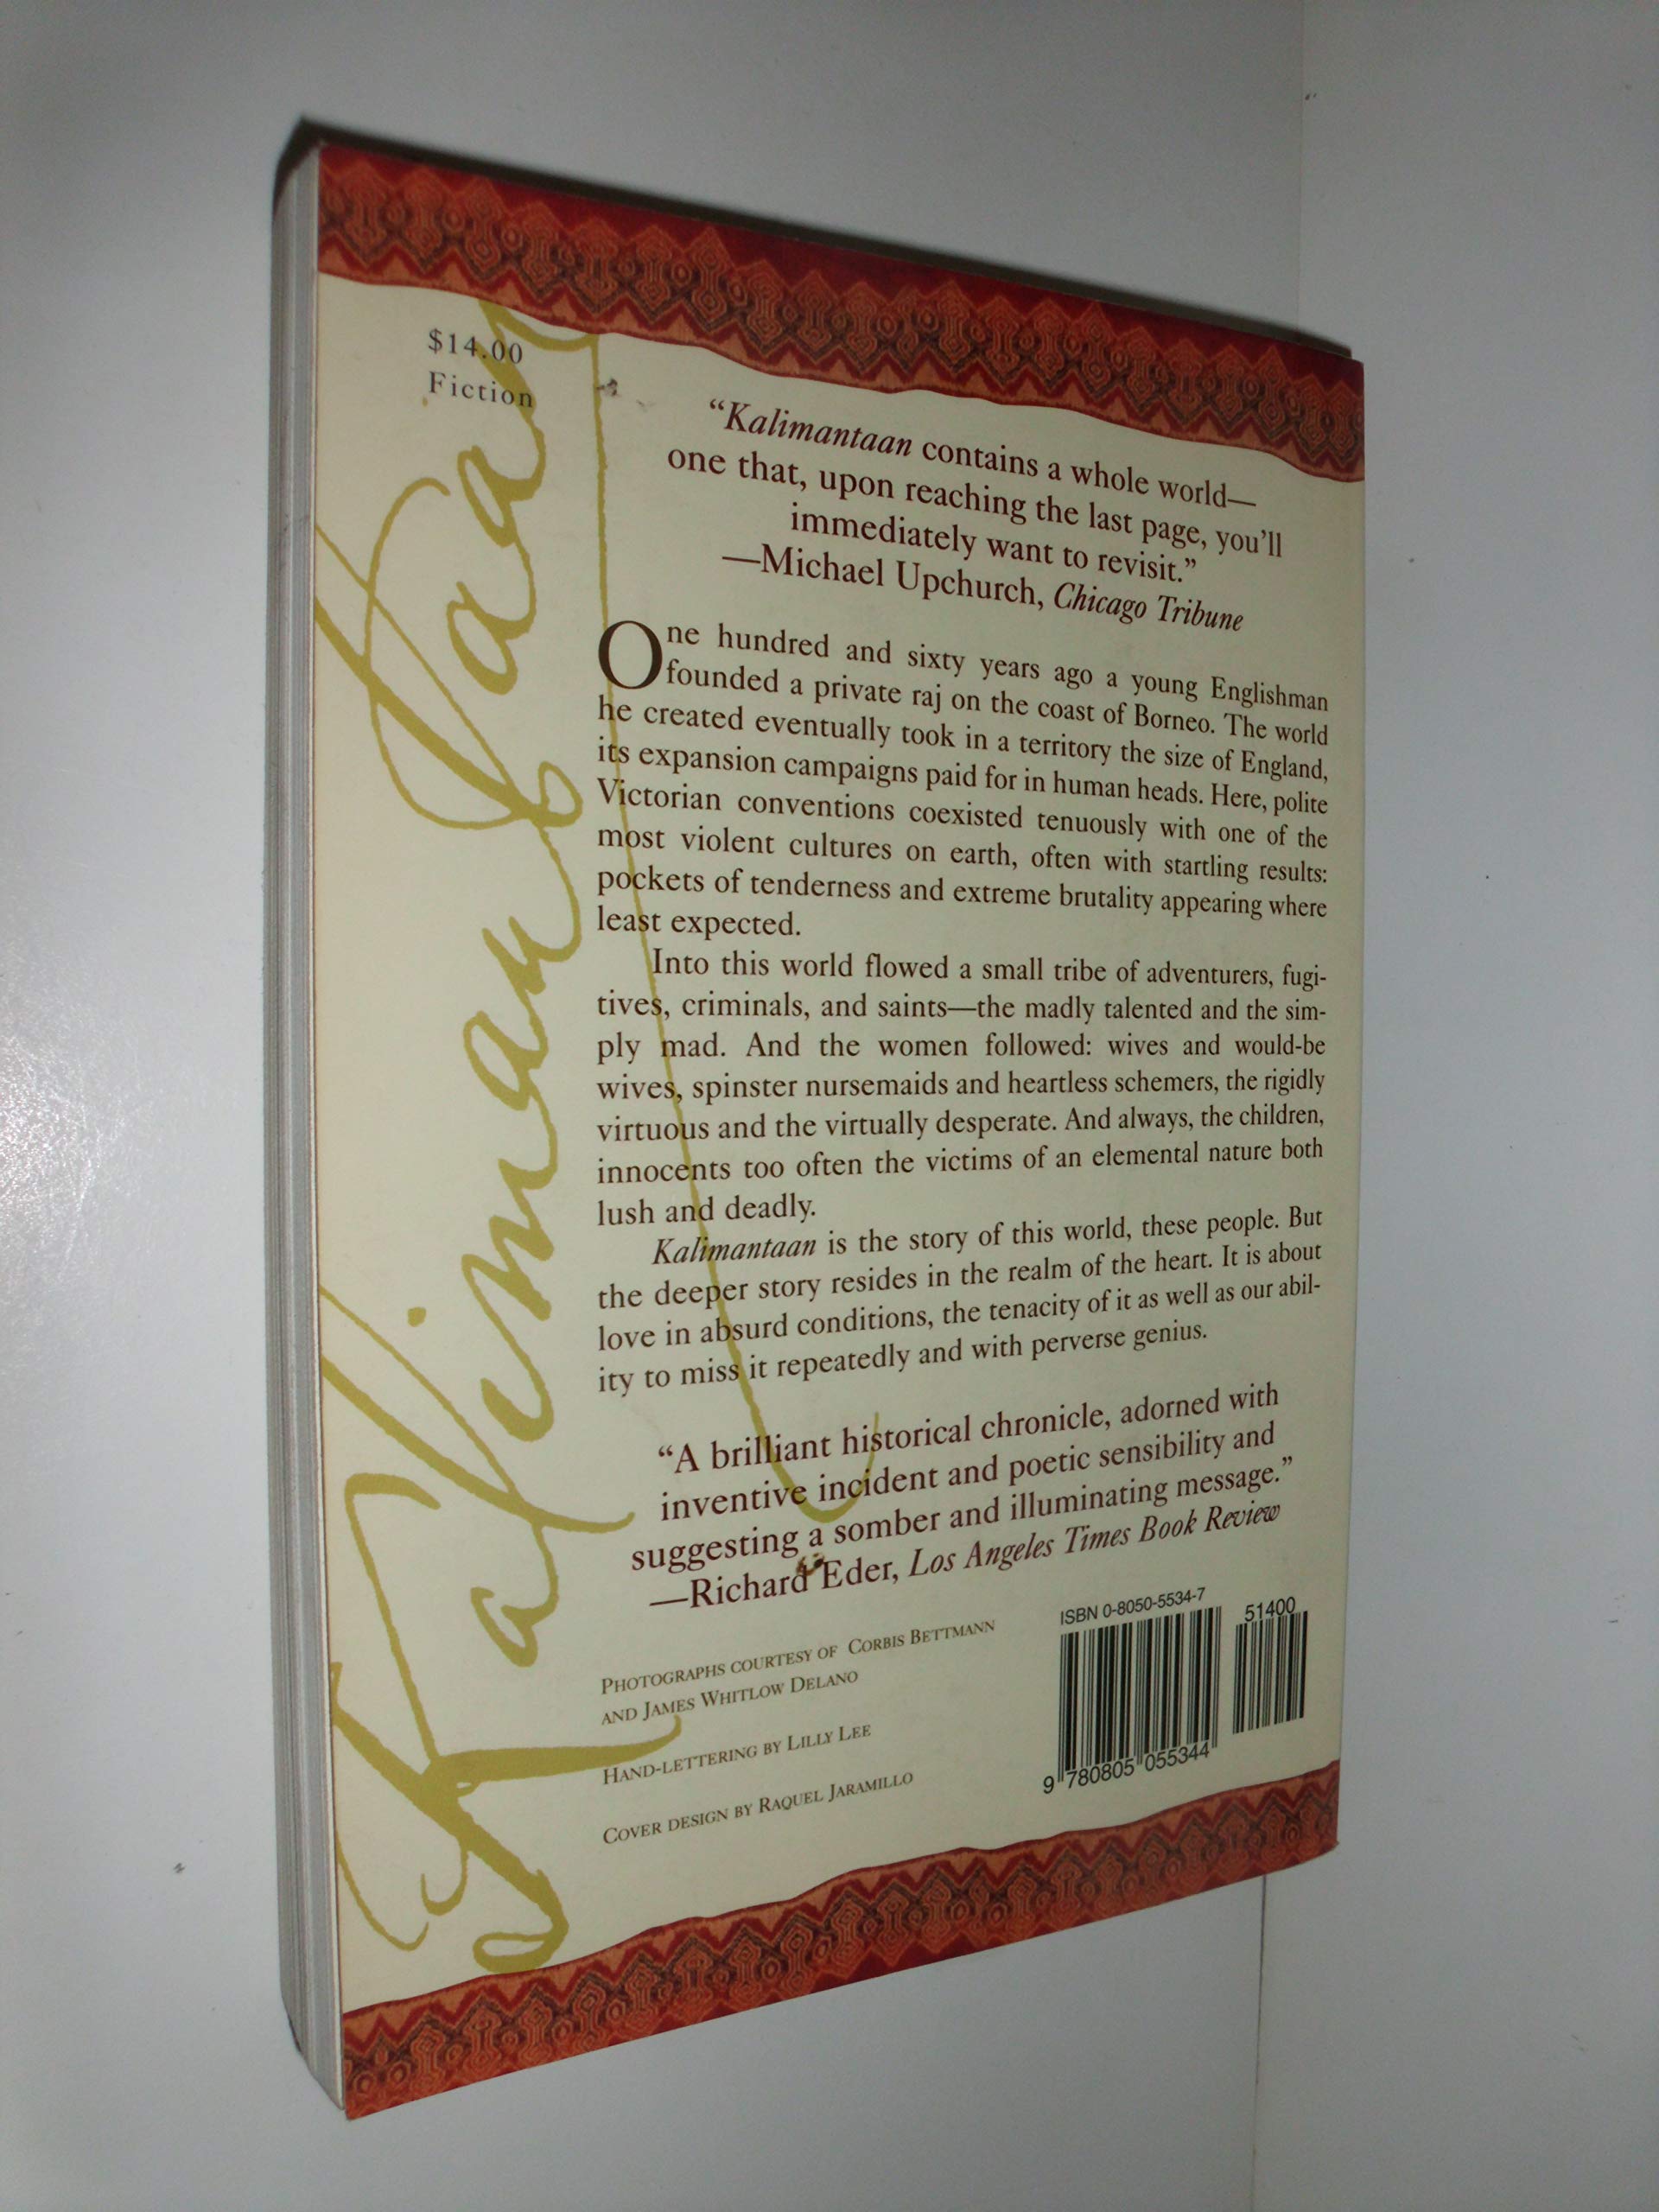 $14.00
Fiction
Kalimantaan
“Kalimantaan contains a whole world—
one that, upon reaching the last page, you’ll
immediately want to revisit.”
—Michael Upchurch, Chicago Tribune
One hundred and sixty years ago a young Englishman
founded a private raj on the coast of Borneo. The world
he created eventually took in a territory the size of England,
its expansion campaigns paid for in human heads. Here, polite
Victorian conventions coexisted tenuously with one of the
most violent cultures on earth, often with startling results:
pockets of tenderness and extreme brutality appearing where
least expected.
Into this world flowed a small tribe of adventurers, fugi-
tives, criminals, and saints—the madly talented and the sim-
ply mad. And the women followed: wives and would-be
wives, spinster nursemaids and heartless schemers, the rigidly
virtuous and the virtually desperate. And always, the children,
innocents too often the victims of an elemental nature both
lush and deadly.
Kalimantaan is the story of this world, these people. But
the deeper story resides in the realm of the heart. It is about
love in absurd conditions, the tenacity of it as well as our abil-
ity to miss it repeatedly and with perverse genius.
“A brilliant historical chronicle, adorned with
inventive incident and poetic sensibility and
suggesting a somber and illuminating message.”
—Richard Eder, Los Angeles Times Book Review
PHOTOGRAPHS COURTESY OF CORBIS BETTMANN
AND JAMES WHITLOW DELANO
HAND-LETTERING BY LILLY LEE
COVER DESIGN BY RAQUEL JARAMILLO
ISBN 0-8050-5534-7
51400
9 780805 055344